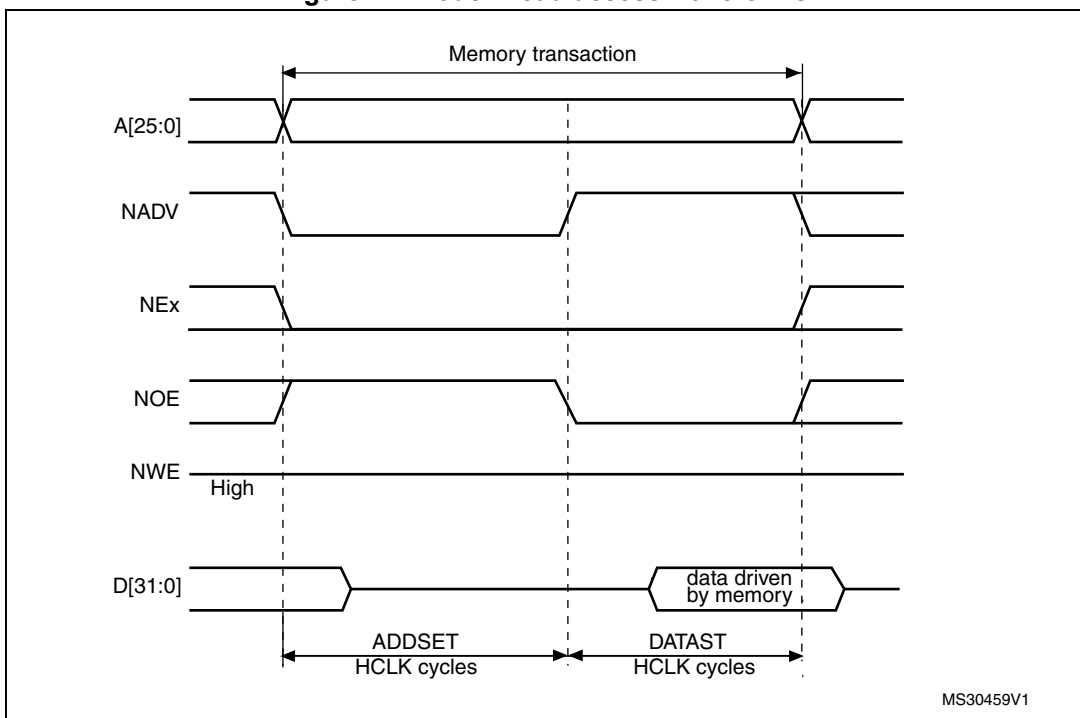 Memory transaction
A[25:0]
NADV
NEx
NOE
NWE
High
D[31:0]
data driven
by memory
ADDSET
HCLK cycles
DATAST
HCLK cycles
MS30459V1